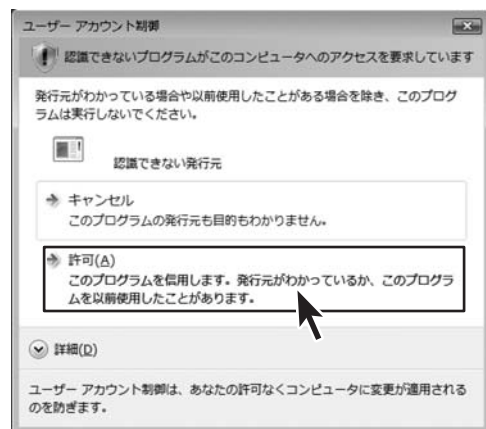 ユーザー アカウント制御
認識できないプログラムがこのコンピュータへのアクセスを要求しています
発行元がわかっている場合や以前使用したことがある場合を除き、このプログ
ラムは実行しないでください。
認識できない発行元
キャンセル
このプログラムの発行元も目的もわかりません。
許可(A)
このプログラムを信用します。発行元がわかっているか、このプログラ
ムを以前使用したことがあります。
詳細(D)
ユーザー アカウント制御は、あなたの許可なくコンピュータに変更が適用される
のを防ぎます。